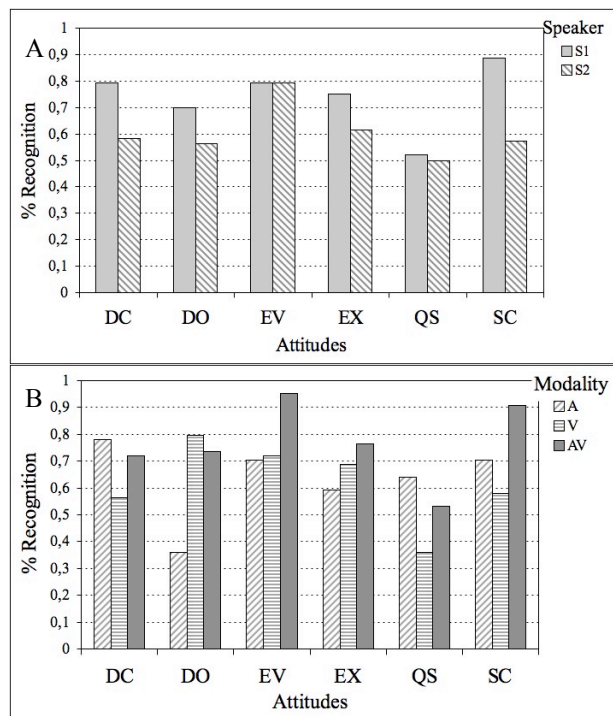 A
Speaker
S1
S2
% Recognition
1
0,9
0,8
0,7
0,6
0,5
0,4
0,3
0,2
0,1
0
DC DO EV EX QS SC
Attitudes
B
Modality
A
V
AV
% Recognition
1
0,9
0,8
0,7
0,6
0,5
0,4
0,3
0,2
0,1
0
DC DO EV EX QS SC
Attitudes